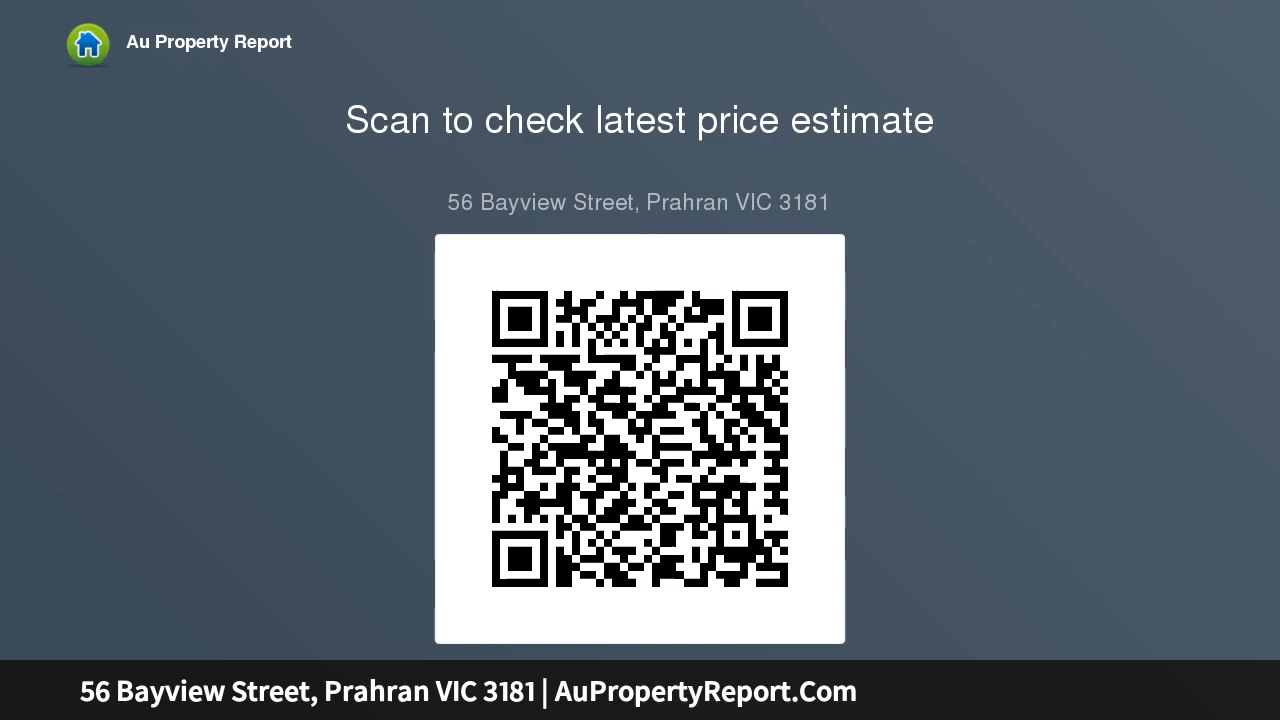 Au Property Report
Scan to check latest price estimate
56 Bayview Street, Prahran VIC 3181
56 Bayview Street, Prahran VIC 3181 | AuPropertyReport.Com